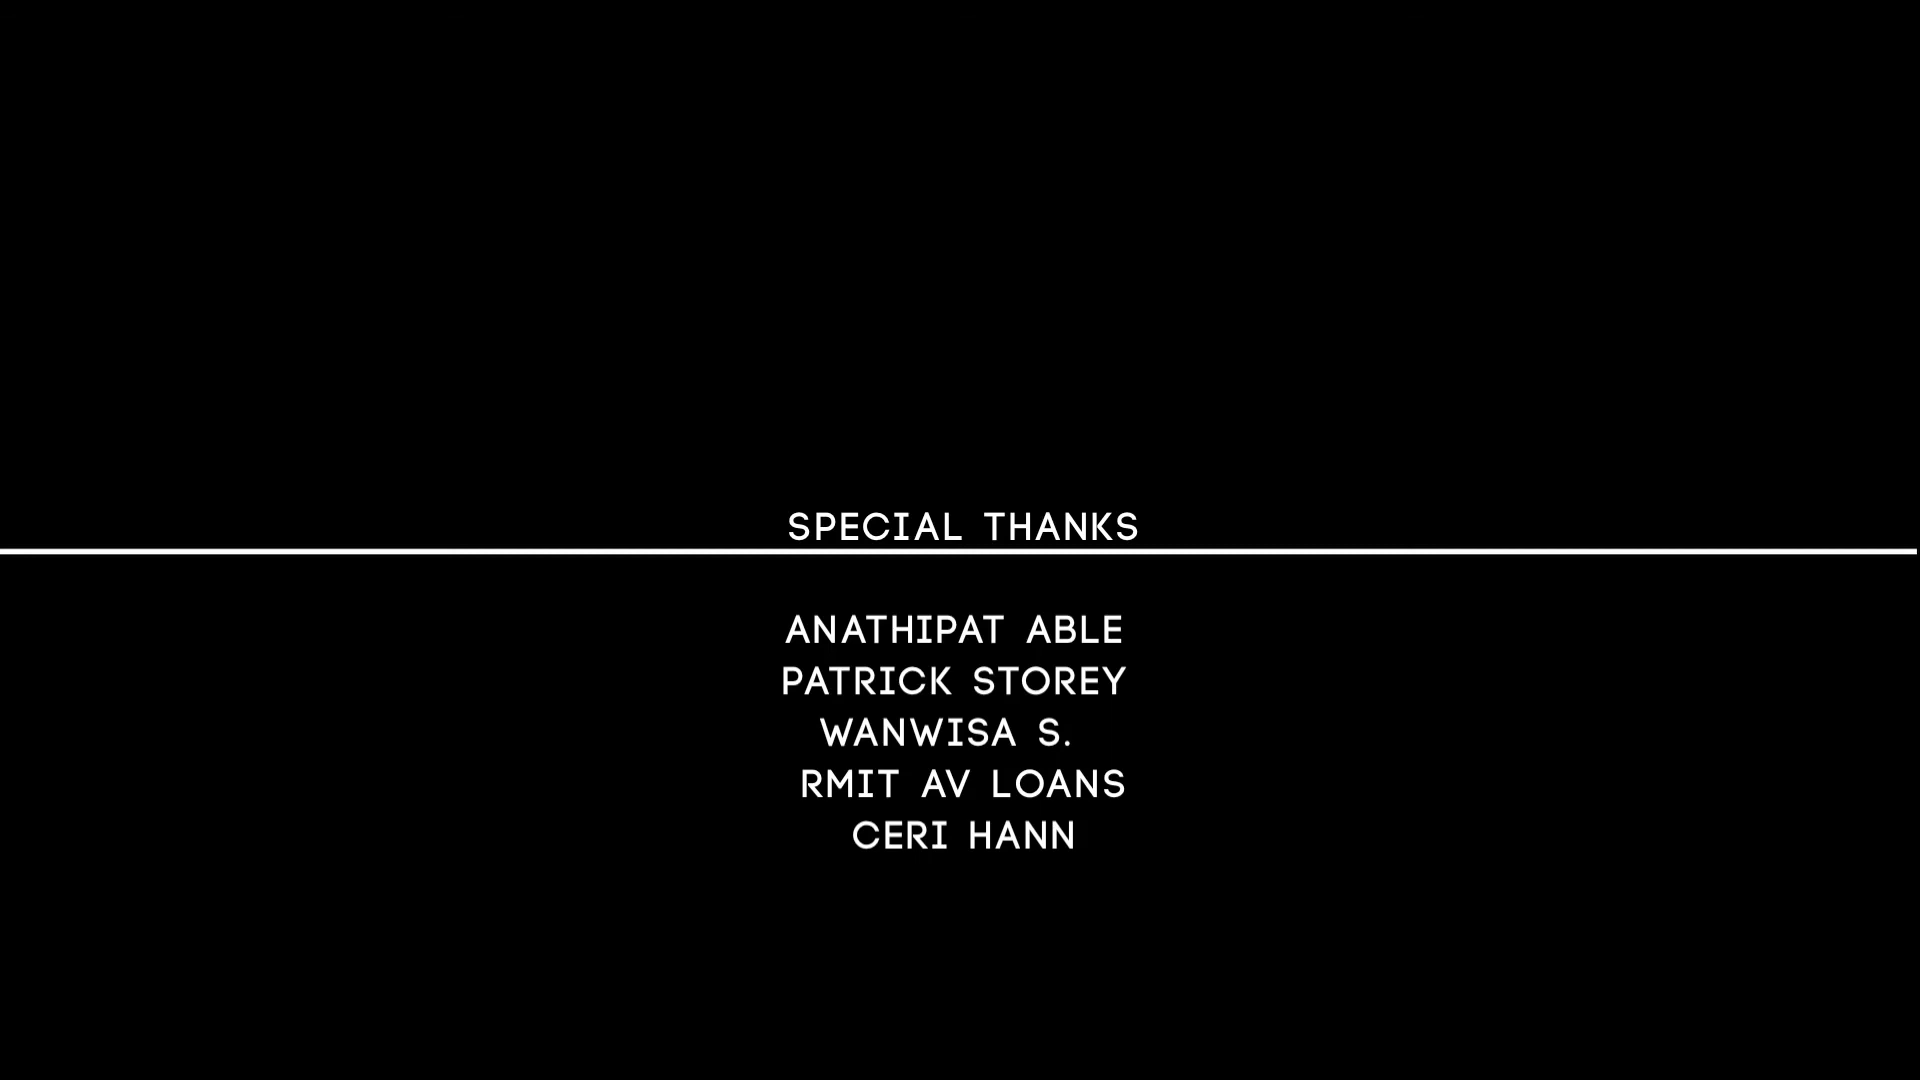 SPECIAL THANKS
ANATHIPAT ABLE
PATRICK STOREY
WANWISA S.
RMIT AV LOANS
CERI HANN